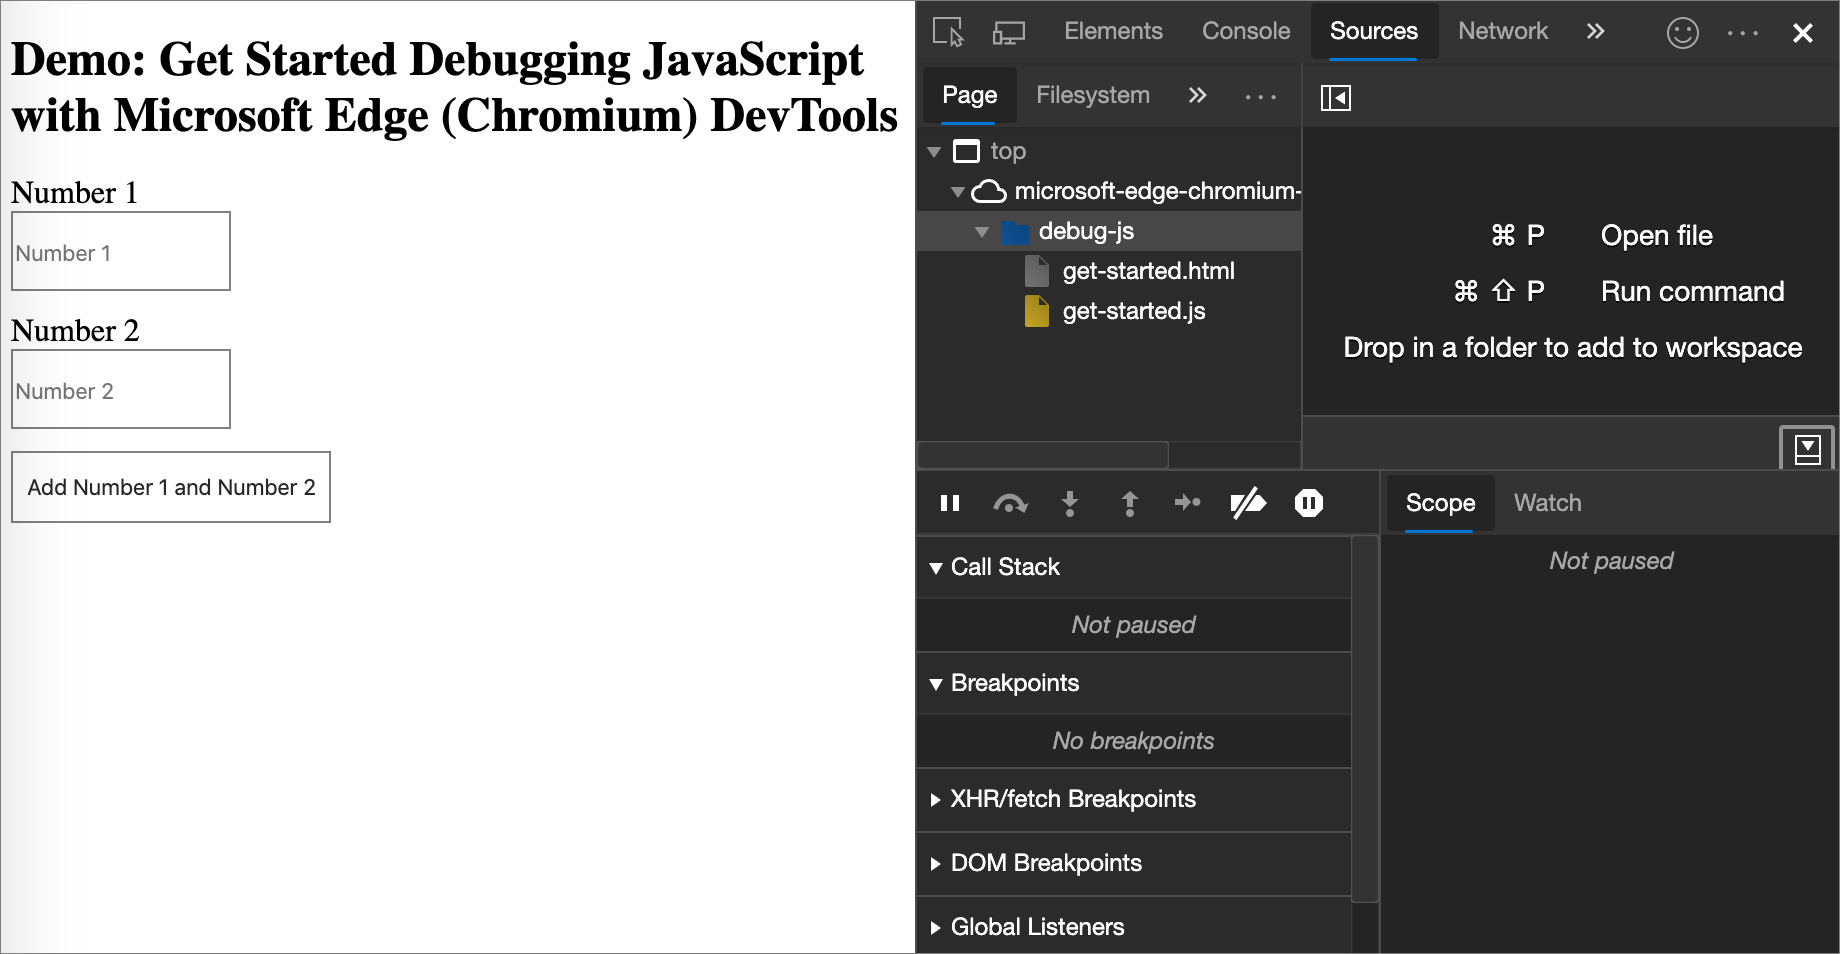 Demo: Get Started Debugging JavaScript
with Microsoft Edge (Chromium) DevTools
Number 1
Number 1
Number 2
Number 2
Add Number 1 and Number 2
Elements Console Sources Network
Page Filesystem
top
microsoft-edge-chromium-
debug-js
get-started.html
get-started.js
⌘ P Open file
⌘ ⇧ P Run command
Drop in a folder to add to workspace
Call Stack
Not paused
Breakpoints
No breakpoints
XHR/fetch Breakpoints
DOM Breakpoints
Global Listeners
Scope Watch
Not paused